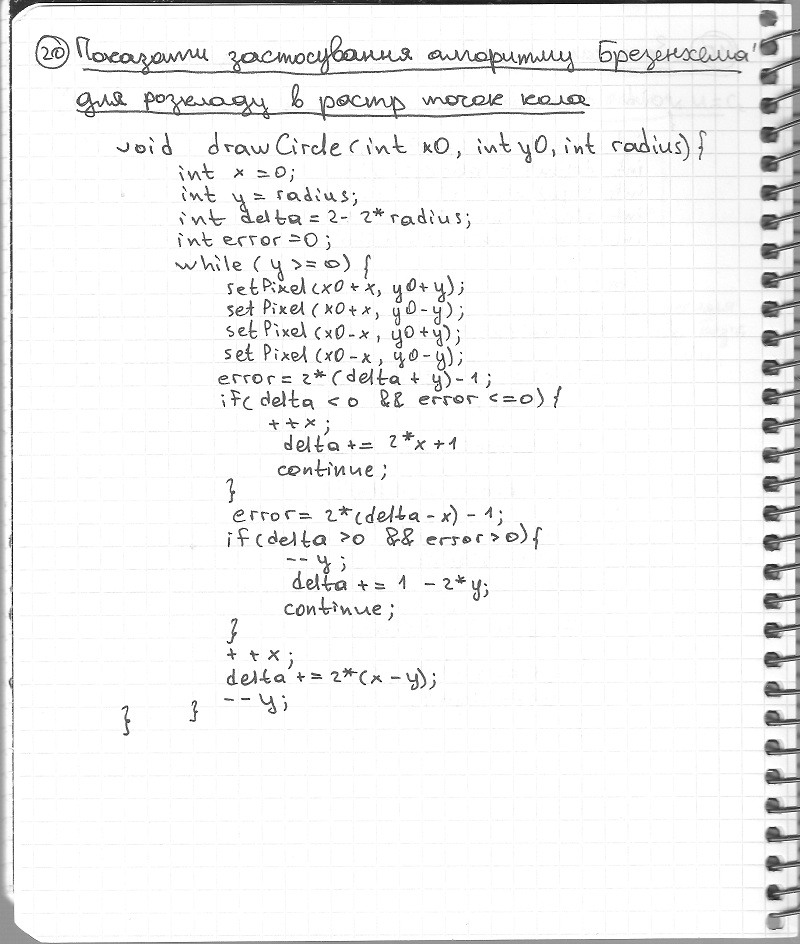 20 Показати застосування алгоритму Брезенхема
для розкладу в растр точок кола
void drawCircle(int x0, int y0, int radius){
int x=0;
int y = radius;
int delta = 2- 2*radius;
int error=0;
while( y>=0) {
setPixel(x0+x, y0+y);
setPixel(x0+x, y0-y);
setPixel(x0-x, y0+y);
setPixel(x0-x, y0-y);
error= 2*(delta + y)-1;
if(delta <0 && error <=0){
++x;
delta += 2*x+1
continue;
}
error= 2*(delta-x)-1;
if(delta >0 && error>0){
--y;
delta += 1 - 2*y;
continue;
}
++x;
delta += 2*(x-y);
--y;
} }